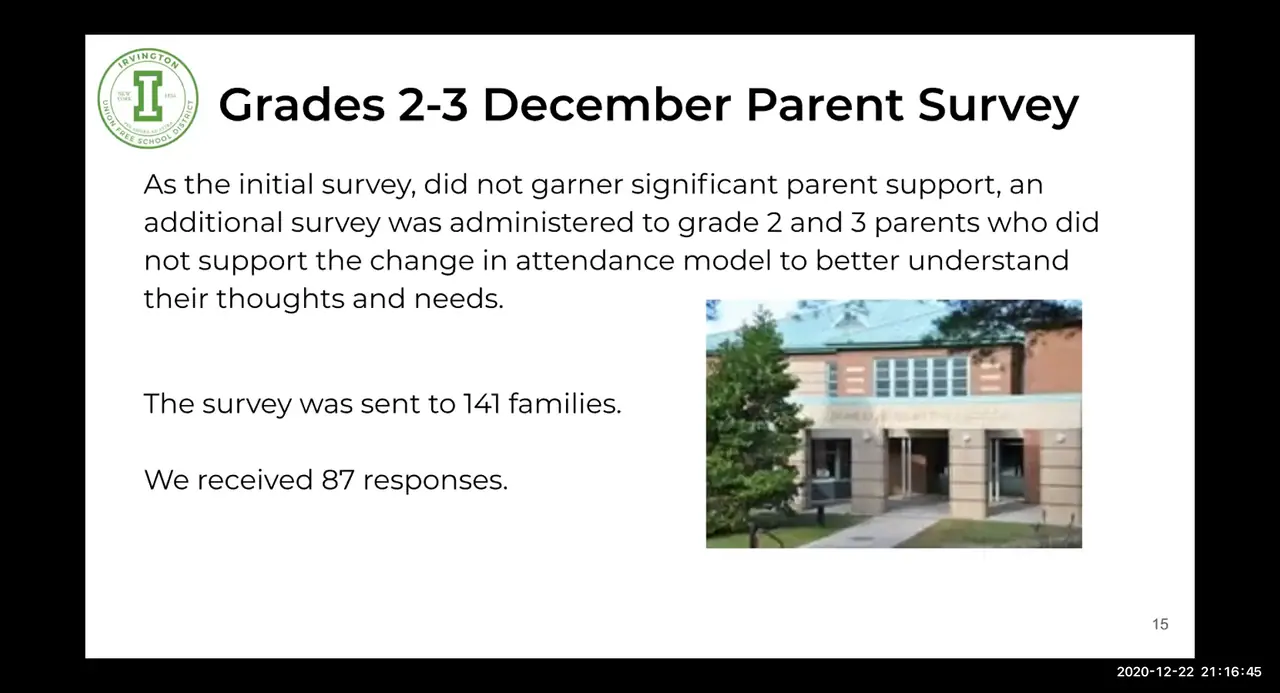 IRVINGTON
NEW YORK
I
UNION FREE SCHOOL DISTRICT
Grades 2-3 December Parent Survey
As the initial survey, did not garner significant parent support, an
additional survey was administered to grade 2 and 3 parents who did
not support the change in attendance model to better understand
their thoughts and needs.
The survey was sent to 141 families.
We received 87 responses.
15
2020-12-22 21:16:45